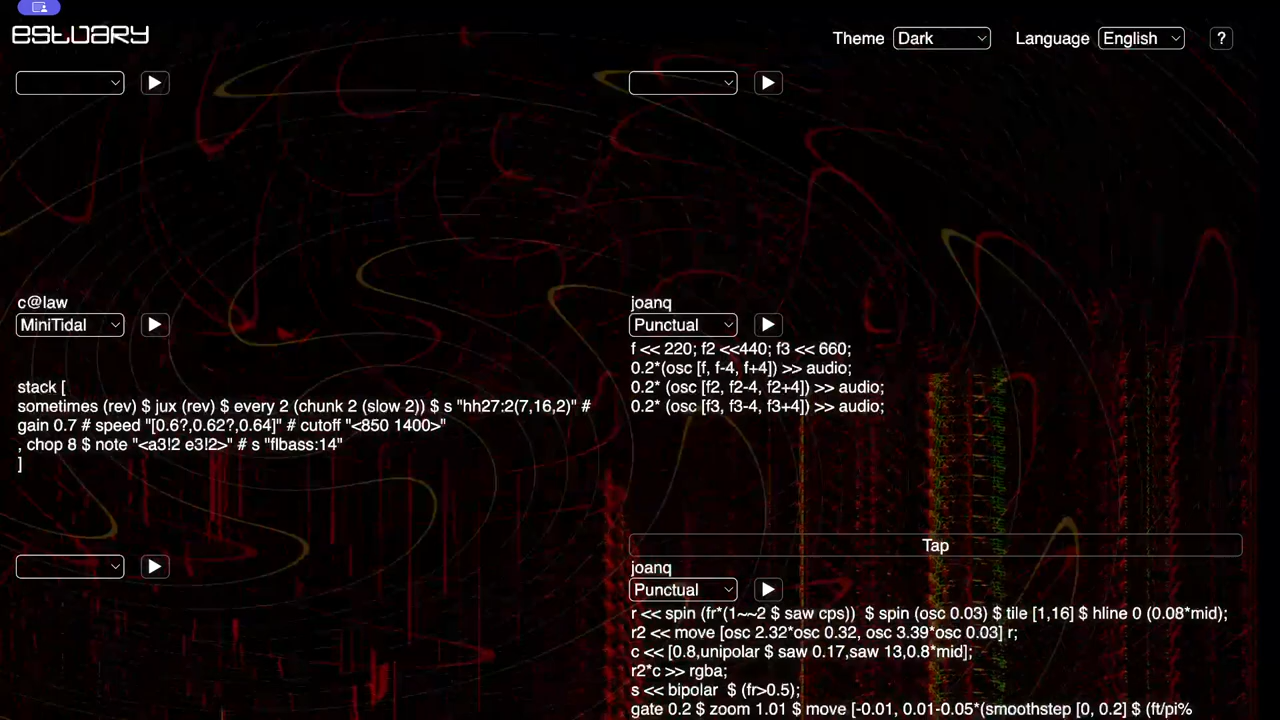 estuary
Theme Dark Language English ?
c@law
MiniTidal
stack [
sometimes (rev) $ jux (rev) $ every 2 (chunk 2 (slow 2)) $ s "hh27:2(7,16,2)" #
gain 0.7 # speed "[0.6?,0.62?,0.64]" # cutoff "<850 1400>"
, chop 8 $ note "<a3!2 e3!2>" # s "flbass:14"
]
joanq
Punctual
f << 220; f2 <<440; f3 << 660;
0.2*(osc [f, f-4, f+4]) >> audio;
0.2* (osc [f2, f2-4, f2+4]) >> audio;
0.2* (osc [f3, f3-4, f3+4]) >> audio;
Tap
joanq
Punctual
r << spin (fr*(1~~2 $ saw cps))  $ spin (osc 0.03) $ tile [1,16] $ hline 0 (0.08*mid);
r2 << move [osc 2.32*osc 0.32, osc 3.39*osc 0.03] r;
c << [0.8,unipolar $ saw 0.17,saw 13,0.8*mid];
r2*c >> rgba;
s << bipolar  $ (fr>0.5);
gate 0.2 $ zoom 1.01 $ move [-0.01, 0.01-0.05*(smoothstep [0, 0.2] $ (ft/pi%